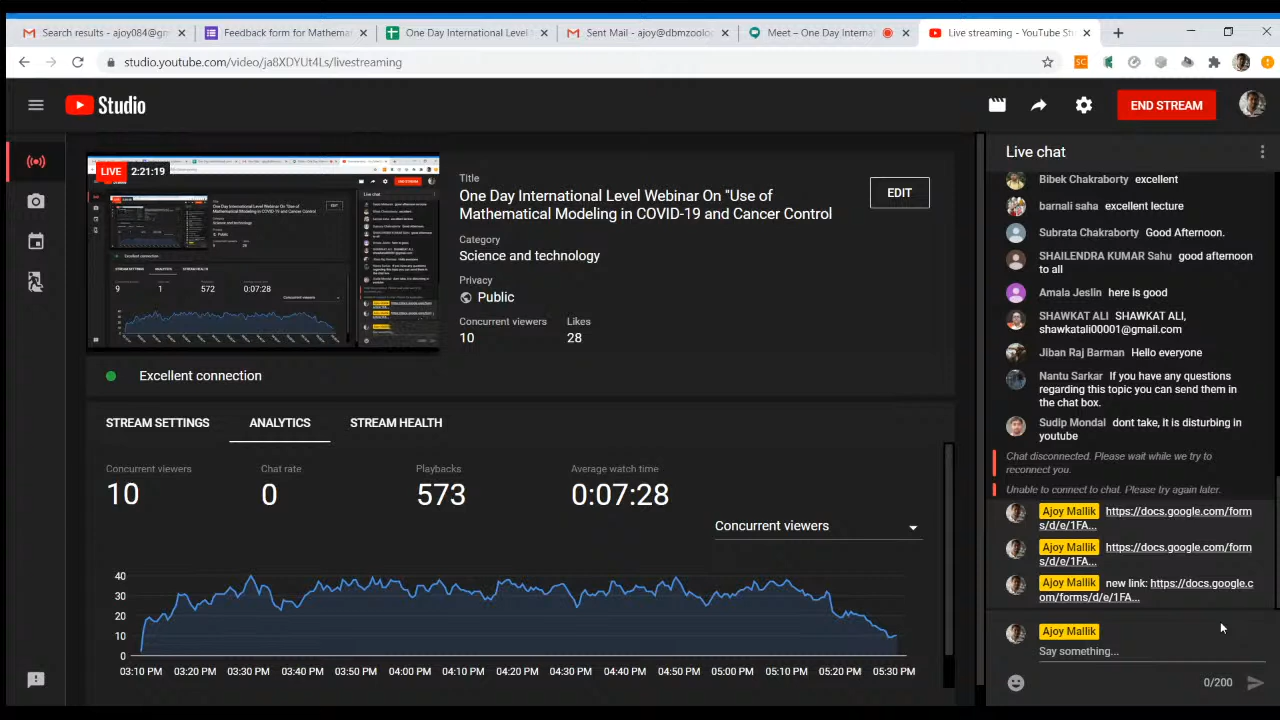 Search results - ajoy084@gm
Feedback form for Mathema
One Day International Level
Sent Mail - ajoy@dbmzoolo
Meet – One Day Internat
Live streaming - YouTube St
studio.youtube.com/video/ja8XDYUt4Ls/livestreaming
SC
Studio
END STREAM
LIVE 2:21:19
Title
One Day International Level Webinar On "Use of
Mathematical Modeling in COVID-19 and Cancer Control
EDIT
Category
Science and technology
Privacy
Public
Concurrent viewers Likes
10 28
Excellent connection
STREAM SETTINGS ANALYTICS STREAM HEALTH
Concurrent viewers Chat rate Playbacks Average watch time
10 0 573 0:07:28
Concurrent viewers
40
30
20
10
0
03:10 PM 03:20 PM 03:30 PM 03:40 PM 03:50 PM 04:00 PM 04:10 PM 04:20 PM 04:30 PM 04:40 PM 04:50 PM 05:00 PM 05:10 PM 05:20 PM 05:30 PM
Live chat
Bibek Chakraborty excellent
barnali saha excellent lecture
Subrata Chakraborty Good Afternoon.
SHAILENDRA KUMAR Sahu good afternoon
to all
Amala Jeslin here is good
SHAWKAT ALI SHAWKAT ALI,
shawkatali00001@gmail.com
Jiban Raj Barman Hello everyone
Nantu Sarkar If you have any questions
regarding this topic you can send them in
the chat box.
Sudip Mondal dont take, it is disturbing in
youtube
Chat disconnected. Please wait while we try to
reconnect you.
Unable to connect to chat. Please try again later.
Ajoy Mallik https://docs.google.com/form
s/d/e/1FA...
Ajoy Mallik https://docs.google.com/form
s/d/e/1FA...
Ajoy Mallik new link: https://docs.google.c
om/forms/d/e/1FA...
Ajoy Mallik
Say something...
0/200